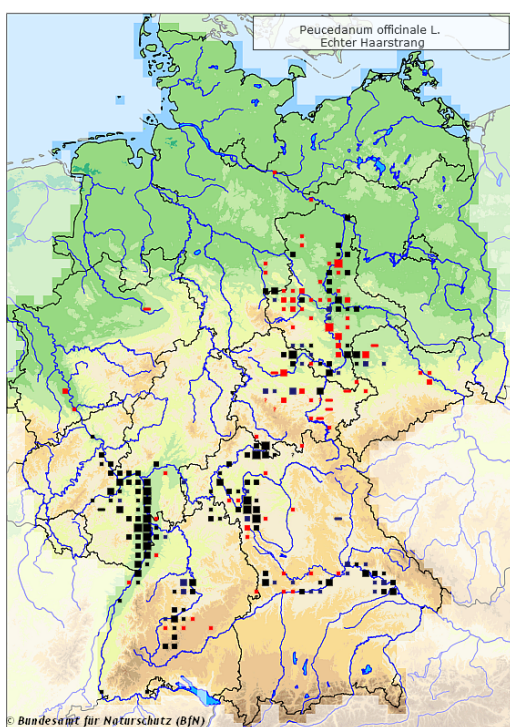 Peucedanum officinale L.
Echter Haarstrang
© Bundesamt für Naturschutz (BfN)